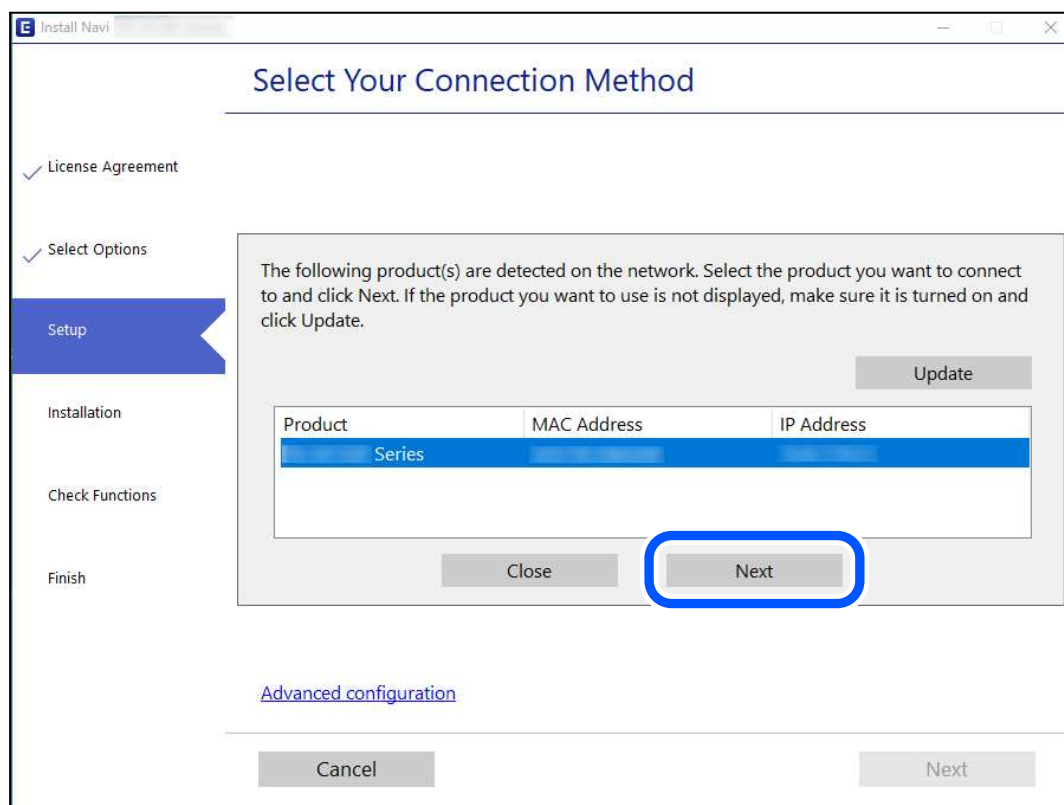 E Install Navi
Select Your Connection Method
License Agreement
Select Options
Setup
Installation
Check Functions
Finish
The following product(s) are detected on the network. Select the product you want to connect
to and click Next. If the product you want to use is not displayed, make sure it is turned on and
click Update.
Update
Product MAC Address IP Address
Series
Close Next
Advanced configuration
Cancel Next